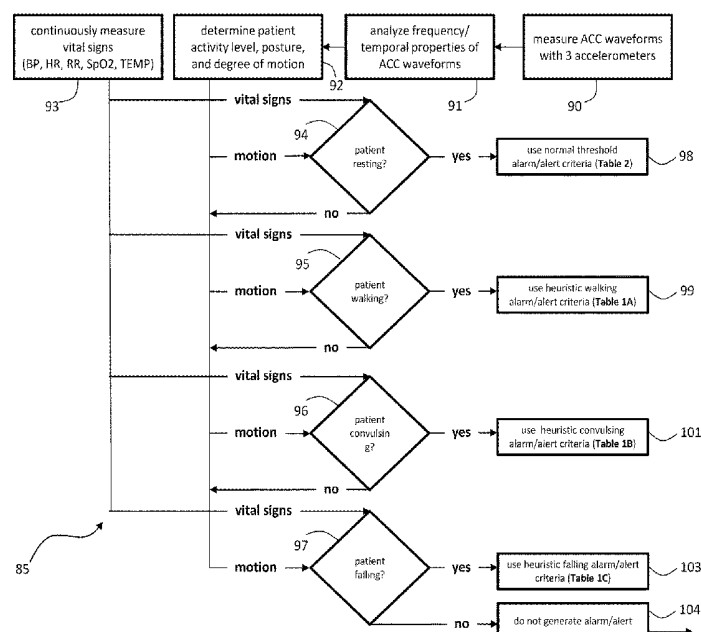 continuously measure
vital signs
(BP, HR, RR, SpO2, TEMP)
93
determine patient
activity level, posture,
and degree of motion
92
analyze frequency/
temporal properties of
ACC waveforms
91
measure ACC waveforms
with 3 accelerometers
90
vital signs
94
patient
resting?
motion
yes
use normal threshold
alarm/alert criteria (Table 2)
98
no
vital signs
95
patient
walking?
motion
yes
use heuristic walking
alarm/alert criteria (Table 1A)
99
no
vital signs
96
patient
convulsin
g?
motion
yes
use heuristic convulsing
alarm/alert criteria (Table 1B)
101
no
vital signs
97
patient
falling?
motion
yes
use heuristic falling alarm/alert
criteria (Table 1C)
103
85
no
do not generate alarm/alert
104